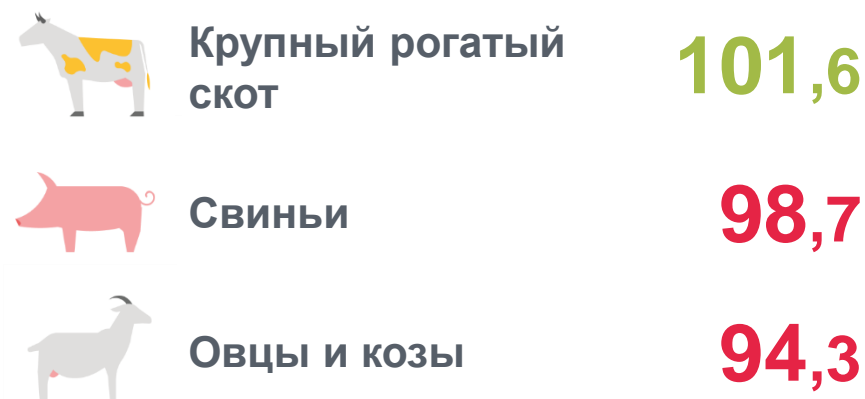 Крупный рогатый
скот
101,6
Свиньи
98,7
Овцы и козы
94,3